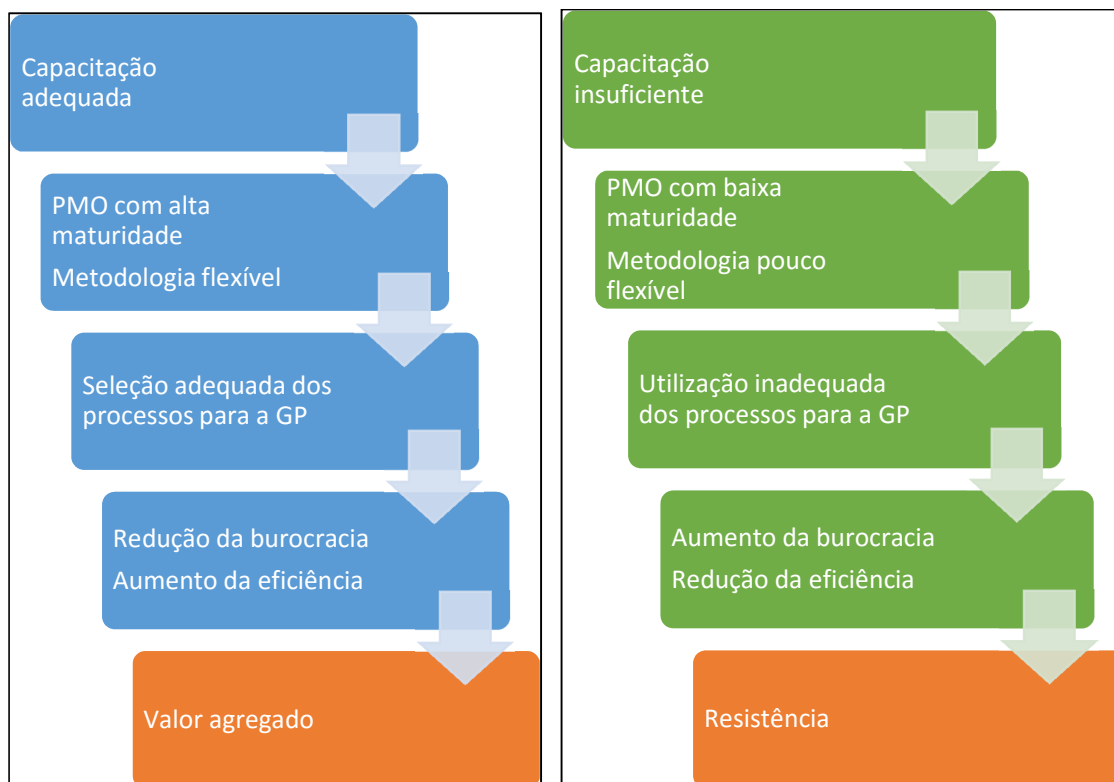 Capacitação
adequada
PMO com alta
maturidade
Metodologia flexível
Seleção adequada dos
processos para a GP
Redução da burocracia
Aumento da eficiência
Valor agregado
Capacitação
insuficiente
PMO com baixa
maturidade
Metodologia pouco
flexível
Utilização inadequada
dos processos para a GP
Aumento da burocracia
Redução da eficiência
Resistência